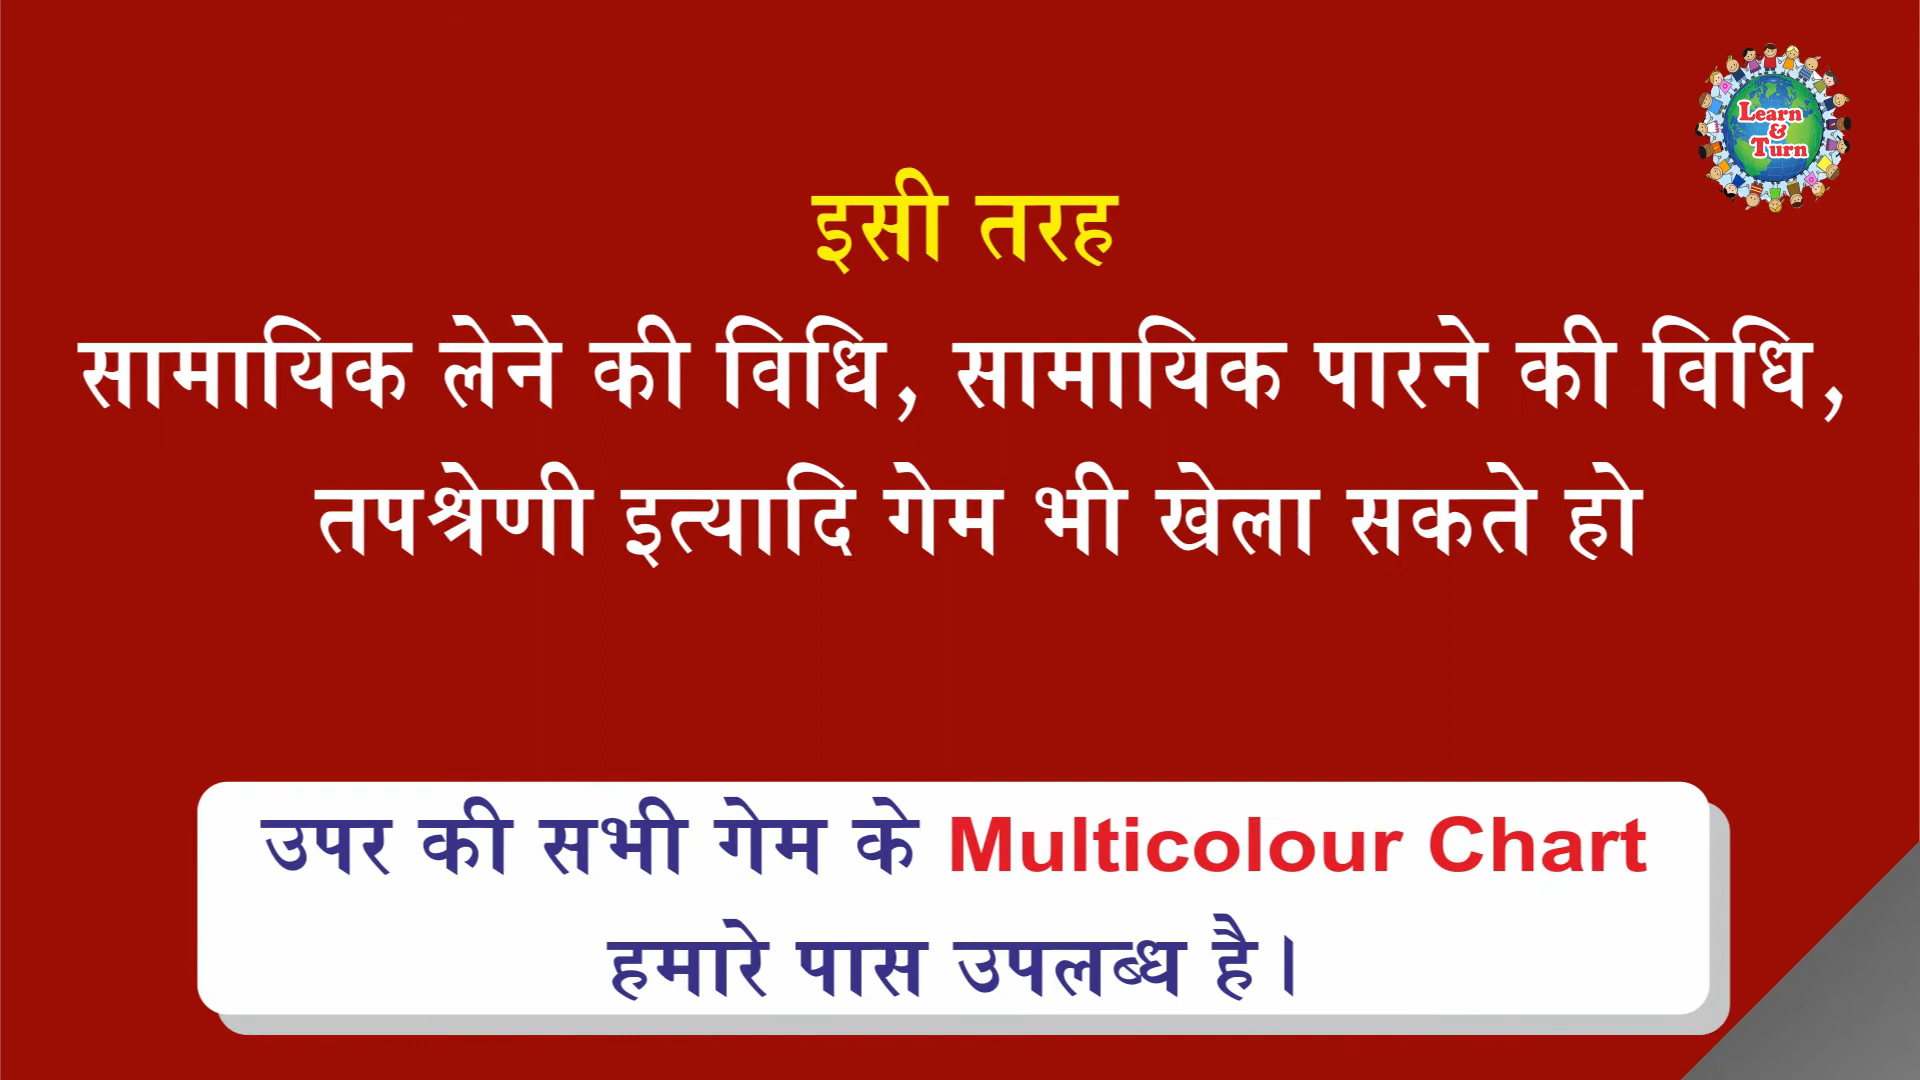 Learn
&
Turn
इसी तरह
सामायिक लेने की विधि, सामायिक पारने की विधि,
तपश्रेणी इत्यादि गेम भी खेला सकते हो
उपर की सभी गेम के Multicolour Chart
हमारे पास उपलब्ध है।